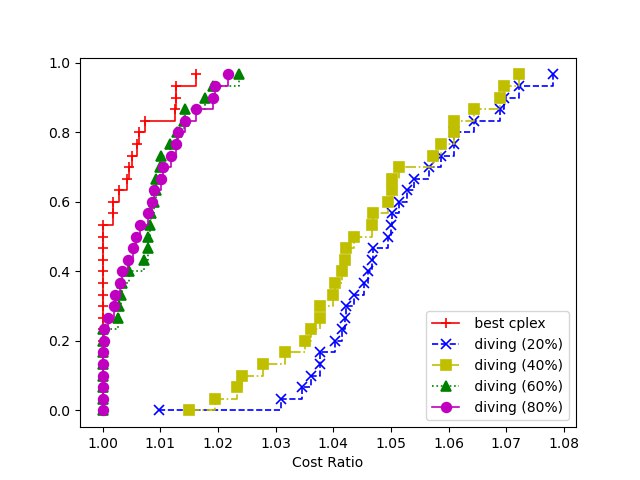 1.0
0.8
0.6
0.4
0.2
0.0
best cplex
diving (20%)
diving (40%)
diving (60%)
diving (80%)
1.00 1.01 1.02 1.03 1.04 1.05 1.06 1.07 1.08
Cost Ratio